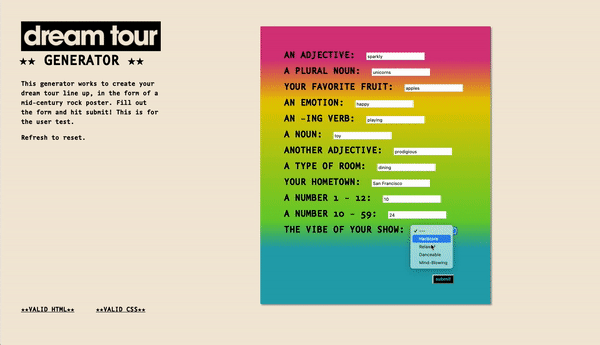 dream tour
★★ GENERATOR ★★
This generator works to create your
dream tour line up, in the form of a
mid-century rock poster. Fill out
the form and hit submit! This is for
the user test.
Refresh to reset.
★★VALID HTML★★
★★VALID CSS★★
AN ADJECTIVE: sparkly
A PLURAL NOUN: unicorns
YOUR FAVORITE FRUIT: apples
AN EMOTION: happy
AN -ING VERB: playing
A NOUN: toy
ANOTHER ADJECTIVE: prodigious
A TYPE OF ROOM: dining
YOUR HOMETOWN: San Francisco
A NUMBER 1 - 12: 10
A NUMBER 10 - 59: 24
THE VIBE OF YOUR SHOW: ✓ ---
Hardcore
Relaxed
Danceable
Mind-Blowing
submit